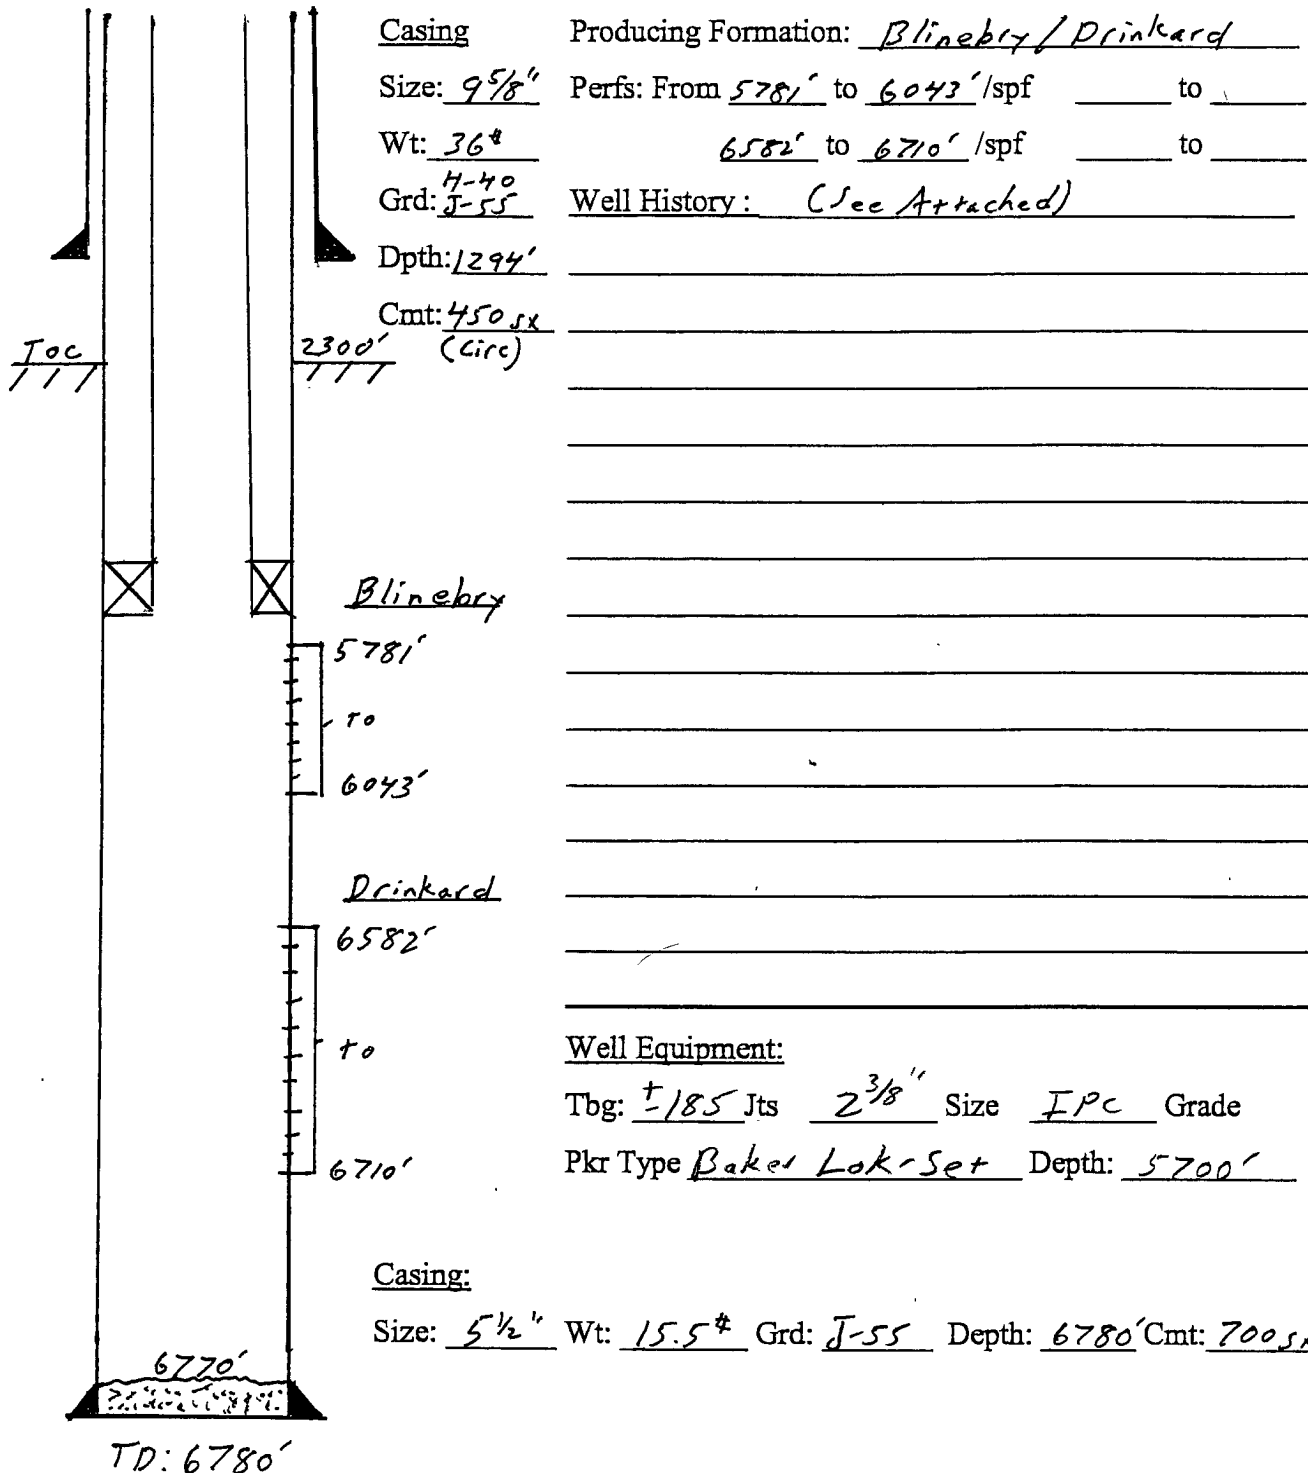 Casing Producing Formation: Blinebry / Drinkard
Size: 9 5/8" Perfs: From 5781' to 6043' /spf to
Wt: 36# 6582' to 6710' /spf to
H-40
Grd: J-55 Well History : (See Attached)
Dpth: 1294'
Cmt: 450 sx
(Circ)
TOC 2300'
Blinebry
5781'
TO
6043'
Drinkard
6582'
to
6710'
Well Equipment:
Tbg: ±185 Jts 2 3/8" Size IPC Grade
Pkr Type Baker Lok-Set Depth: 5700'
Casing:
Size: 5 1/2" Wt: 15.5# Grd: J-55 Depth: 6780' Cmt: 700 sx
6770'
TD: 6780'